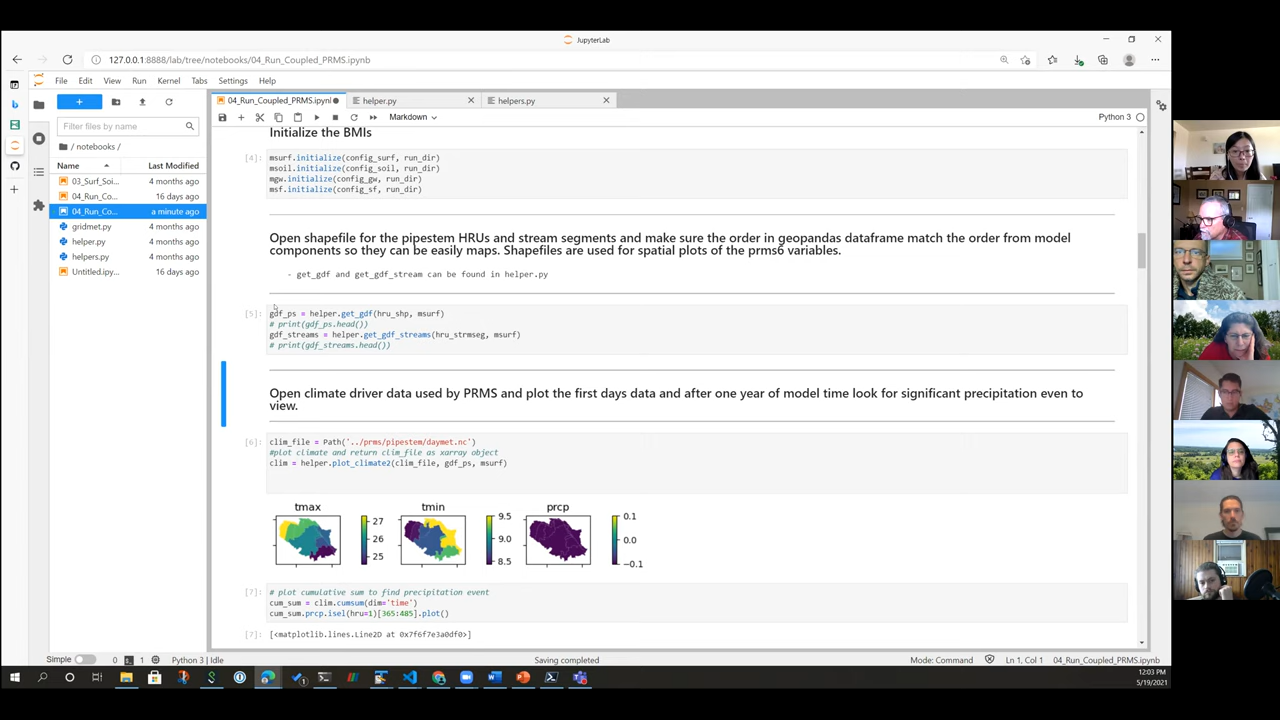 JupyterLab
127.0.0.1:8888/lab/tree/notebooks/04_Run_Coupled_PRMS.ipynb
File Edit View Run Kernel Tabs Settings Help
04_Run_Coupled_PRMS.ipynl
helper.py
helpers.py
Filter files by name
Markdown
Python 3
/ notebooks /
Name Last Modified
03_Surf_Soi... 4 months ago
04_Run_Co... 16 days ago
04_Run_Co... a minute ago
gridmet.py 4 months ago
helper.py 4 months ago
helpers.py 4 months ago
Untitled.ipy... 16 days ago
Initialize the BMIs
[4]: msurf.initialize(config_surf, run_dir)
msoil.initialize(config_soil, run_dir)
mgw.initialize(config_gw, run_dir)
msf.initialize(config_sf, run_dir)
Open shapefile for the pipestem HRUs and stream segments and make sure the order in geopandas dataframe match the order from model
components so they can be easily maps. Shapefiles are used for spatial plots of the prms6 variables.
- get_gdf and get_gdf_stream can be found in helper.py
[5]: gdf_ps = helper.get_gdf(hru_shp, msurf)
# print(gdf_ps.head())
gdf_streams = helper.get_gdf_streams(hru_strmseg, msurf)
# print(gdf_streams.head())
Open climate driver data used by PRMS and plot the first days data and after one year of model time look for significant precipitation even to
view.
[6]: clim_file = Path('../prms/pipestem/daymet.nc')
#plot climate and return clim_file as xarray object
clim = helper.plot_climate2(clim_file, gdf_ps, msurf)
tmax tmin prcp
27 9.5 0.1
26 9.0 0.0
25 8.5 -0.1
[7]: # plot cumulative sum to find precipitation event
cum_sum = clim.cumsum(dim='time')
cum_sum.prcp.isel(hru=1)[365:485].plot()
[7]: [<matplotlib.lines.Line2D at 0x7f6f7e3a0df0>]
Simple 0 1 Python 3 | Idle Saving completed Mode: Command Ln 1, Col 1 04_Run_Coupled_PRMS.ipynb
12:03 PM
5/19/2021